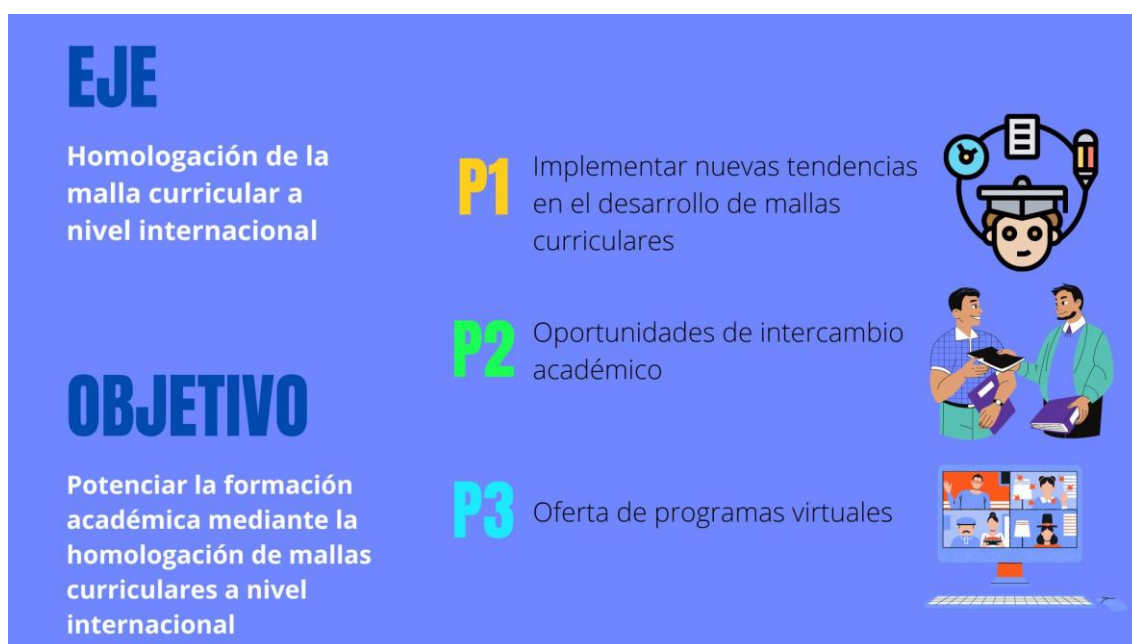 EJE
Homologación de la
malla curricular a
nivel internacional
OBJETIVO
Potenciar la formación
académica mediante la
homologación de mallas
curriculares a nivel
internacional
P1
Implementar nuevas tendencias
en el desarrollo de mallas
curriculares
P2
Oportunidades de intercambio
académico
P3
Oferta de programas virtuales